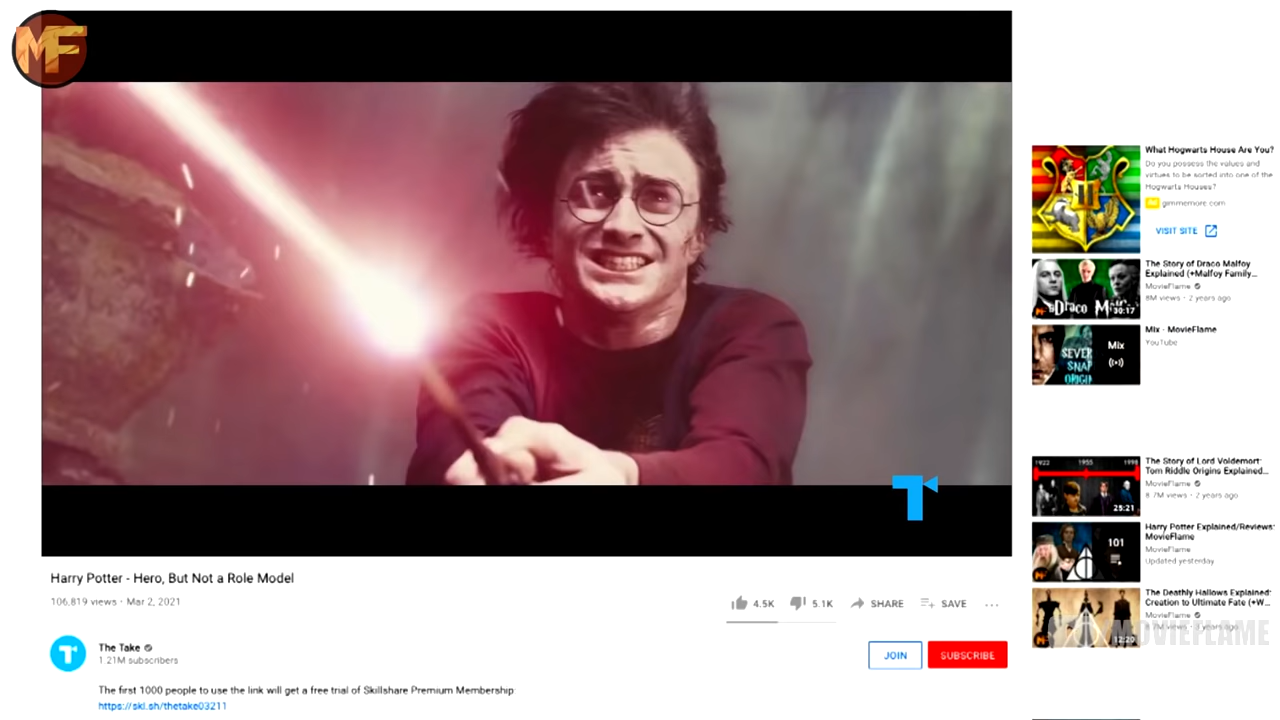 MF
Harry Potter - Hero, But Not a Role Model
106,819 views · Mar 2, 2021
4.5K
5.1K
SHARE
SAVE
The Take
1.21M subscribers
JOIN
SUBSCRIBE
The first 1000 people to use the link will get a free trial of Skillshare Premium Membership
https://skl.sh/thetake03211
What Hogwarts House Are You?
Do you possess the values and
virtues to be sorted into one of the
Hogwarts Houses?
Ad gimmemore.com
VISIT SITE
The Story of Draco Malfoy
Explained (+Malfoy Family...
MovieFlame
8M views · 2 years ago
Draco
30:17
Mix - MovieFlame
YouTube
Mix
The Story of Lord Voldemort:
Tom Riddle Origins Explained...
MovieFlame
8.7M views · 2 years ago
1922 1955 1998
25:21
Harry Potter Explained/Reviews:
MovieFlame
MovieFlame
Updated yesterday
101
The Deathly Hallows Explained:
Creation to Ultimate Fate (+W...
MovieFlame
12:20
MOVIEFLAME